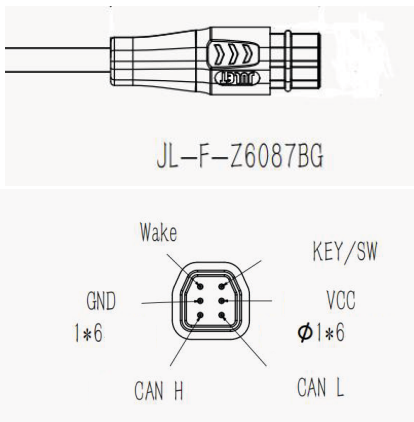 JL-F-Z6087BG
Wake
KEY/SW
GND
1*6
VCC
Φ1*6
CAN H
CAN L